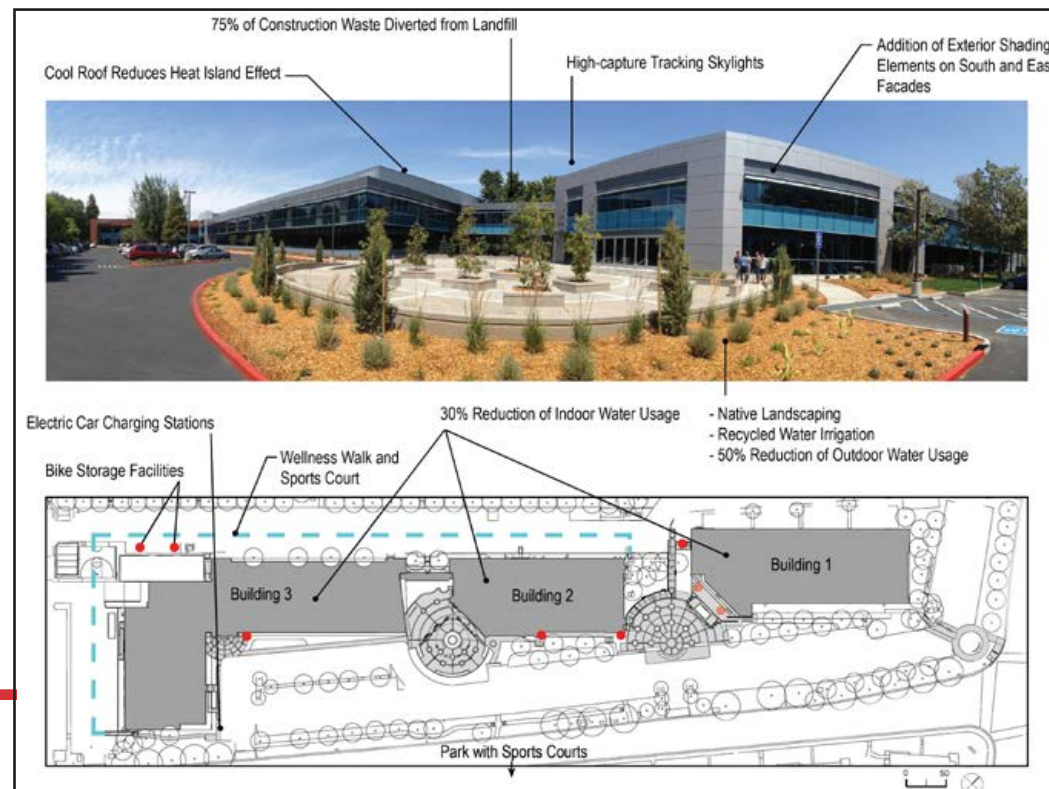 75% of Construction Waste Diverted from Landfill
Cool Roof Reduces Heat Island Effect
High-capture Tracking Skylights
Addition of Exterior Shading
Elements on South and East
Facades
Electric Car Charging Stations
30% Reduction of Indoor Water Usage
- Native Landscaping
- Recycled Water Irrigation
- 50% Reduction of Outdoor Water Usage
Bike Storage Facilities
Wellness Walk and
Sports Court
Building 3
Building 2
Building 1
Park with Sports Courts
0 50